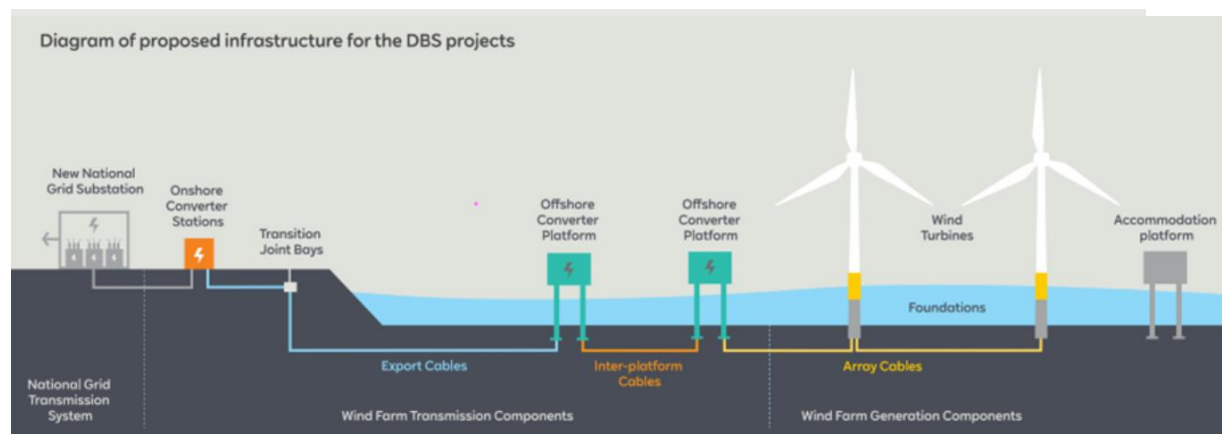 Diagram of proposed infrastructure for the DBS projects
New National
Grid Substation
Onshore
Converter
Stations
Transition
Joint Bays
Offshore
Converter
Platform
Offshore
Converter
Platform
Wind
Turbines
Accommodation
platform
Foundations
Export Cables
Inter-platform
Cables
Array Cables
National Grid
Transmission
System
Wind Farm Transmission Components
Wind Farm Generation Components